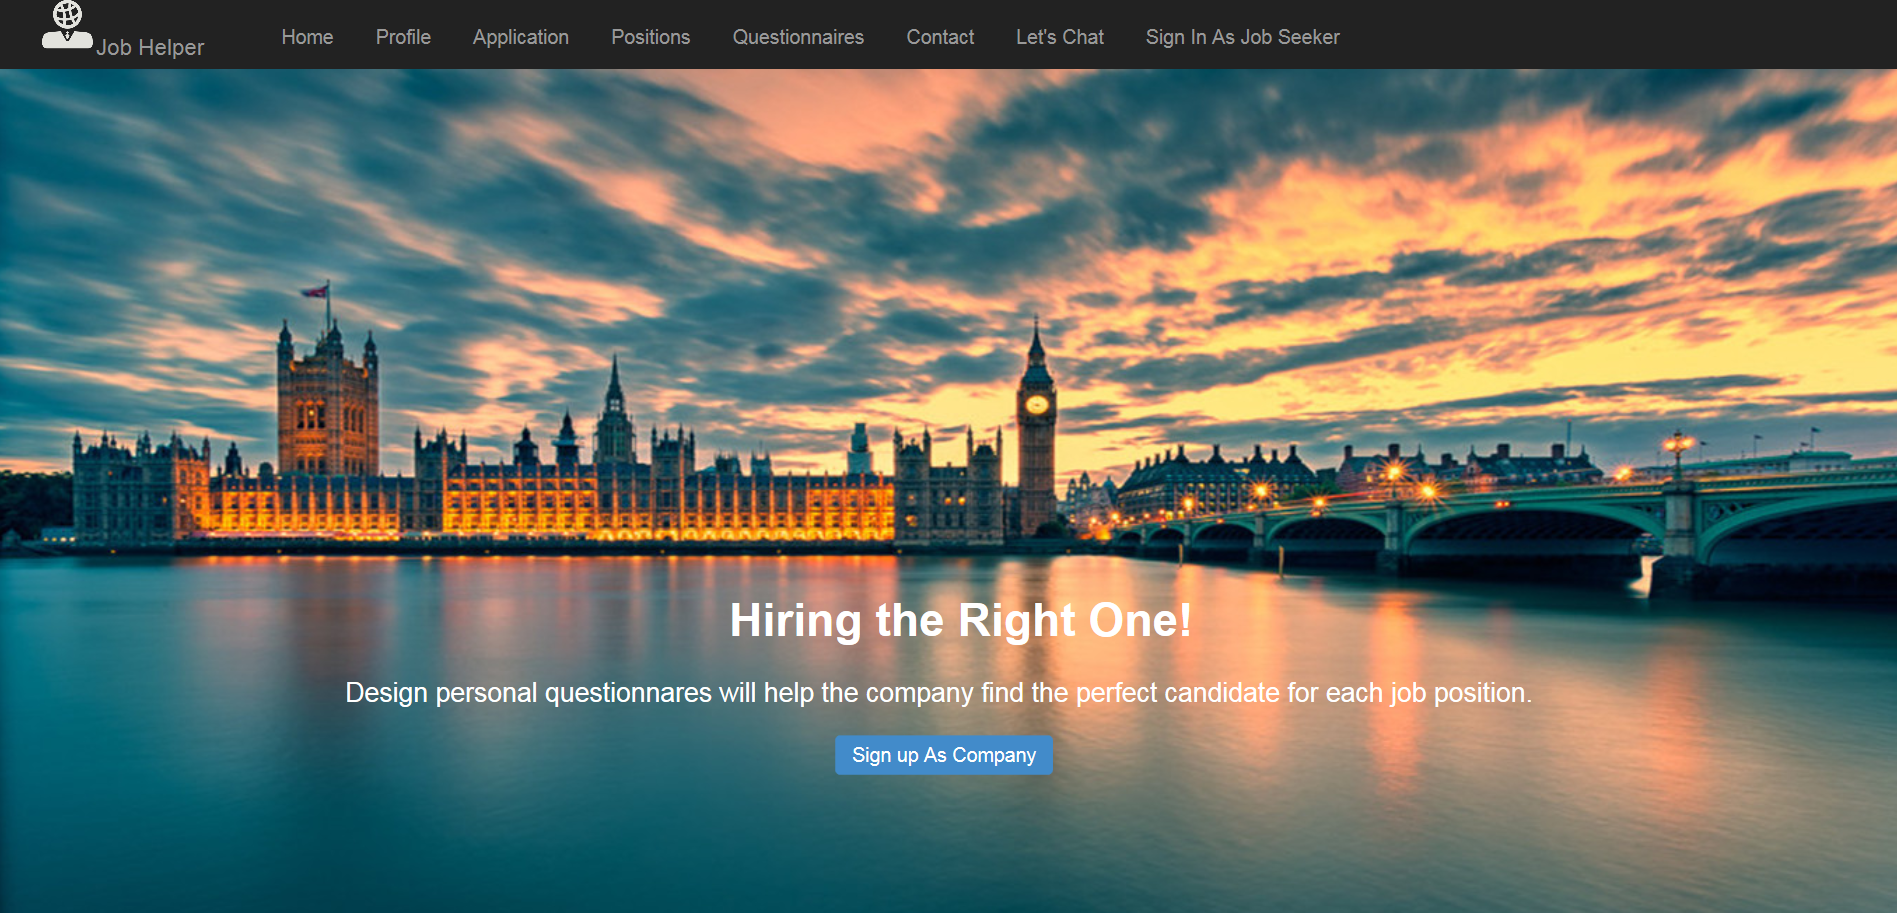 Job Helper
Home Profile Application Positions Questionnaires Contact Let's Chat Sign In As Job Seeker
Hiring the Right One!
Design personal questionnares will help the company find the perfect candidate for each job position.
Sign up As Company